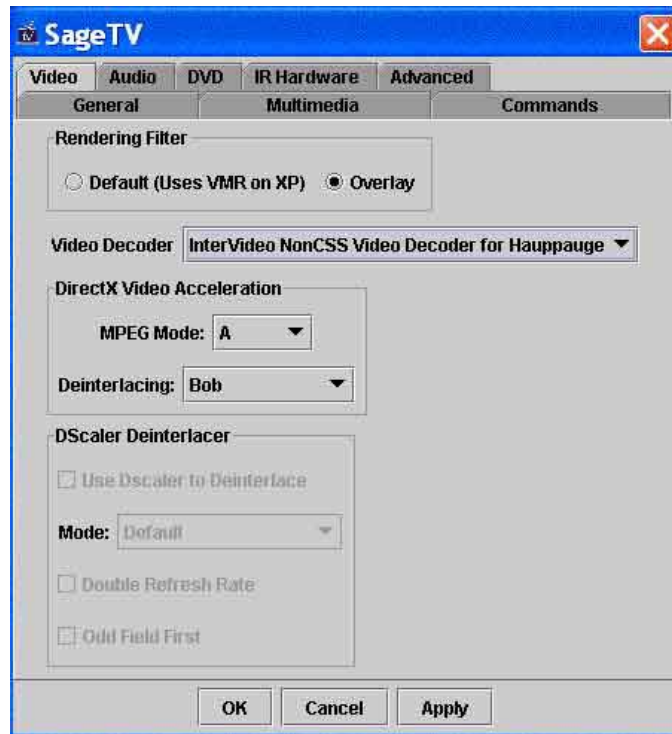 SageTV
Video Audio DVD IR Hardware Advanced
General Multimedia Commands
Rendering Filter
Default (Uses VMR on XP) Overlay
Video Decoder InterVideo NonCSS Video Decoder for Hauppauge
DirectX Video Acceleration
MPEG Mode: A
Deinterlacing: Bob
DScaler Deinterlacer
Use Dscaler to Deinterlace
Mode: Default
Double Refresh Rate
Odd Field First
OK Cancel Apply